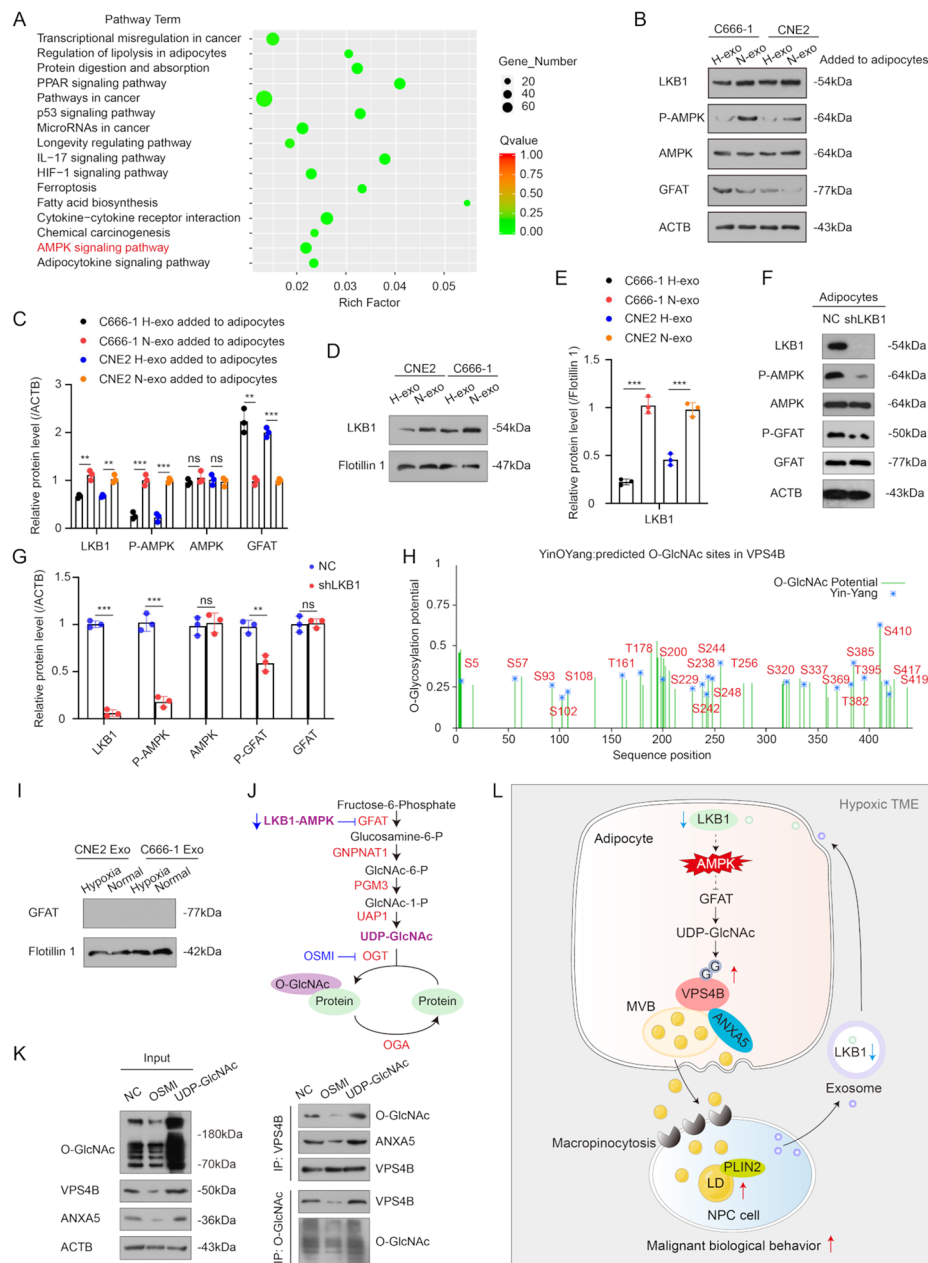 A
Pathway Term
Transcriptional misregulation in cancer
Regulation of lipolysis in adipocytes
Protein digestion and absorption
PPAR signaling pathway
Pathways in cancer
p53 signaling pathway
MicroRNAs in cancer
Longevity regulating pathway
IL−17 signaling pathway
HIF−1 signaling pathway
Ferroptosis
Fatty acid biosynthesis
Cytokine−cytokine receptor interaction
Chemical carcinogenesis
AMPK signaling pathway
Adipocytokine signaling pathway
0.02 0.03 0.04 0.05
Rich Factor
Gene_Number
20
40
60
Qvalue
1.00
0.75
0.50
0.25
0.00
B
C666-1 CNE2
H-exo N-exo H-exo N-exo Added to adipocytes
LKB1 -54kDa
P-AMPK -64kDa
AMPK -64kDa
GFAT -77kDa
ACTB -43kDa
C
C666-1 H-exo added to adipocytes
C666-1 N-exo added to adipocytes
CNE2 H-exo added to adipocytes
CNE2 N-exo added to adipocytes
Relative protein level (/ACTB)
3
2
1
0
** ** *** *** ns ns ** ***
LKB1 P-AMPK AMPK GFAT
D
CNE2 C666-1
H-exo N-exo H-exo N-exo
LKB1 -54kDa
Flotillin 1 -47kDa
E
C666-1 H-exo
C666-1 N-exo
CNE2 H-exo
CNE2 N-exo
Relative protein level (/Flotillin 1)
1.5
1
0.5
0
*** ***
LKB1
F
Adipocytes
NC shLKB1
LKB1 -54kDa
P-AMPK -64kDa
AMPK -64kDa
P-GFAT -50kDa
GFAT -77kDa
ACTB -43kDa
G
NC
shLKB1
Relative protein level (/ACTB)
1.5
1
0.5
0
*** *** ns ** ns
LKB1 P-AMPK AMPK P-GFAT GFAT
H
YinOYang:predicted O-GlcNAc sites in VPS4B
O-GlcNAc Potential
Yin-Yang
O-Glycosylation potential
1
0.75
0.5
0.25
0
S5 S57 S93 S102 S108 T161 T178 S200 S229 S238 S242 S244 S248 T256 S320 S337 S369 T382 S385 T395 S410 S417 S419
0 50 100 150 200 250 300 350 400
Sequence position
I
CNE2 Exo C666-1 Exo
Hypoxia Normal Hypoxia Normal
GFAT -77kDa
Flotillin 1 -42kDa
J
Fructose-6-Phosphate
LKB1-AMPK GFAT
Glucosamine-6-P
GNPNAT1
GlcNAc-6-P
PGM3
GlcNAc-1-P
UAP1
UDP-GlcNAc
OSMI OGT
O-GlcNAc
Protein Protein
OGA
K
Input
NC OSMI UDP-GlcNAc
O-GlcNAc -180kDa
-70kDa
VPS4B -50kDa
ANXA5 -36kDa
ACTB -43kDa
NC OSMI UDP-GlcNAc
IP: VPS4B
O-GlcNAc
ANXA5
VPS4B
IP: O-GlcNAc
VPS4B
O-GlcNAc
L
Hypoxic TME
Adipocyte
LKB1
AMPK
GFAT
UDP-GlcNAc
G G
VPS4B
MVB
ANXA5
LKB1
Exosome
Macropinocytosis
PLIN2
LD
NPC cell
Malignant biological behavior